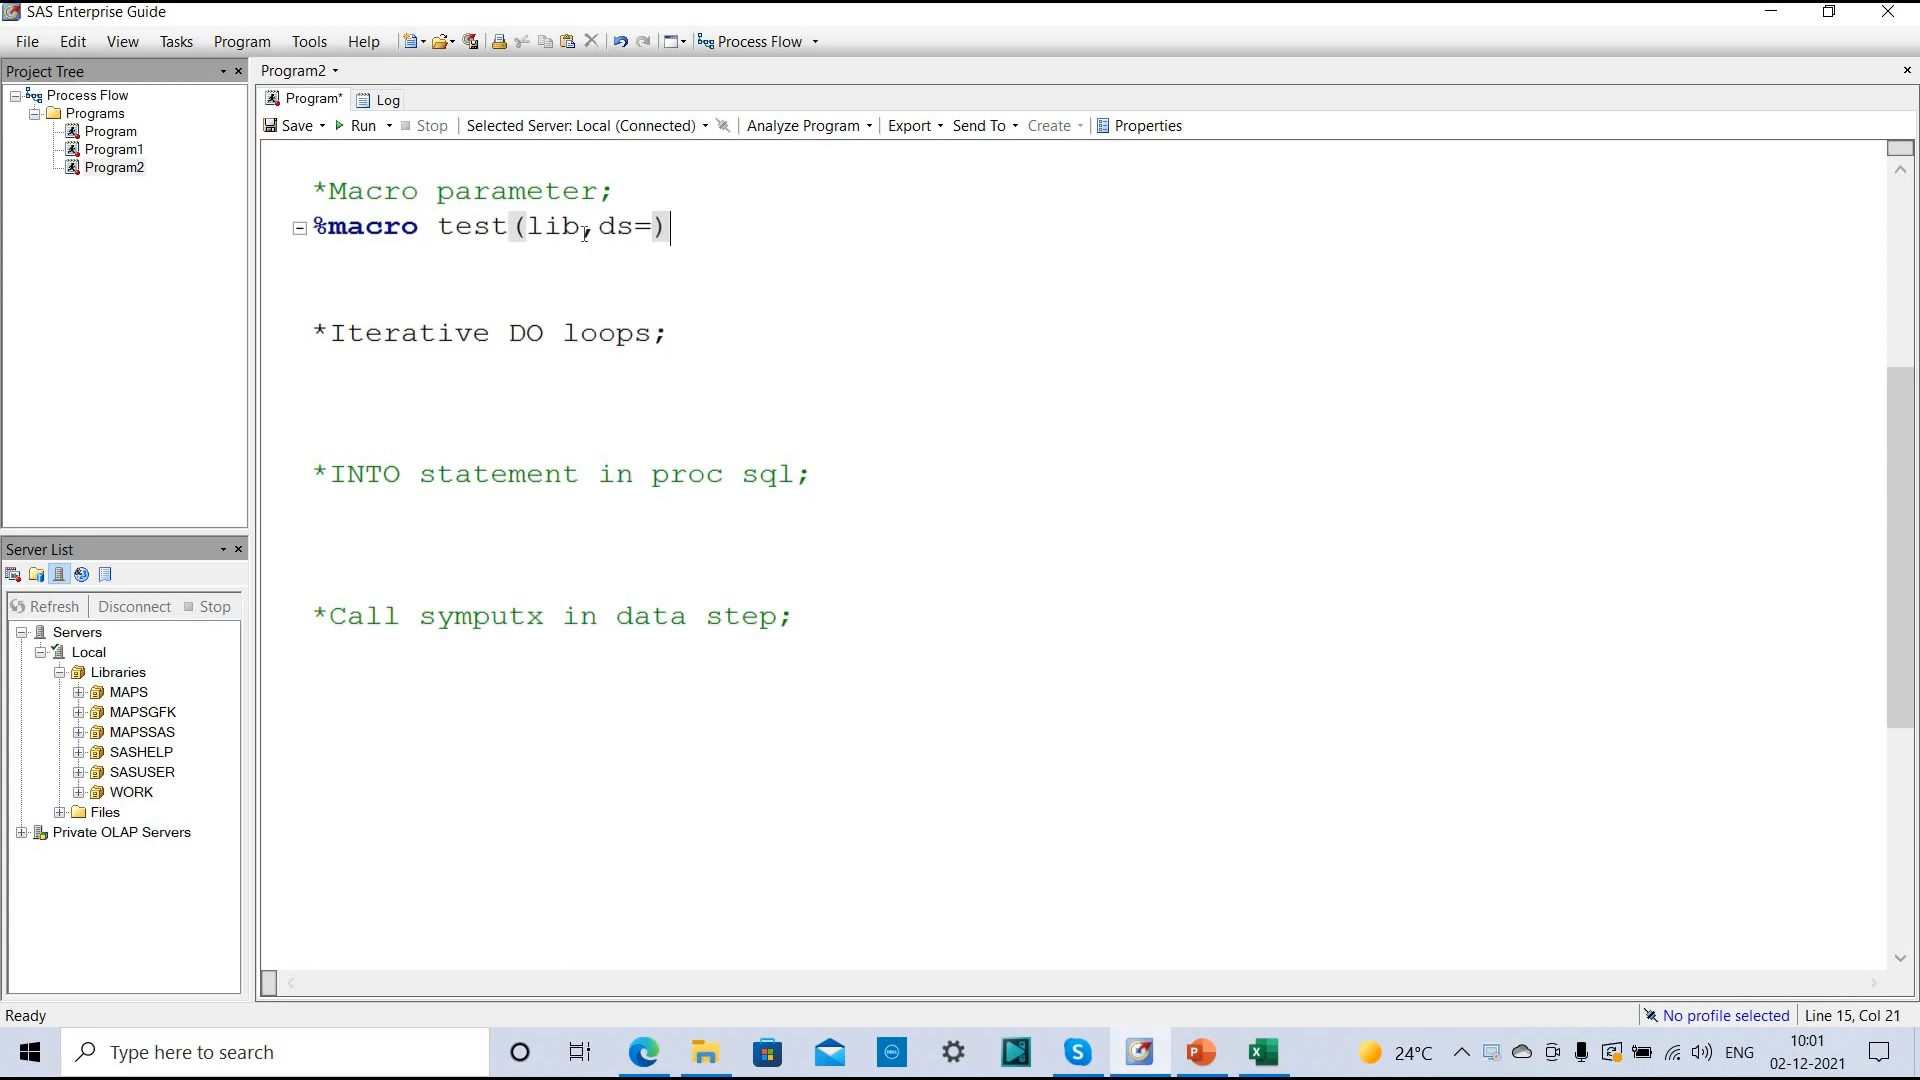 SAS Enterprise Guide
File Edit View Tasks Program Tools Help Process Flow
Project Tree
Process Flow
Programs
Program
Program1
Program2
Program2
Program* Log
Save Run Stop Selected Server: Local (Connected) Analyze Program Export Send To Create Properties
*Macro parameter;
%macro test(lib,ds=)
*Iterative DO loops;
*INTO statement in proc sql;
*Call symputx in data step;
Server List
Refresh Disconnect Stop
Servers
Local
Libraries
MAPS
MAPSGFK
MAPSSAS
SASHELP
SASUSER
WORK
Files
Private OLAP Servers
Ready
No profile selected Line 15, Col 21
Type here to search
24°C
ENG
10:01
02-12-2021